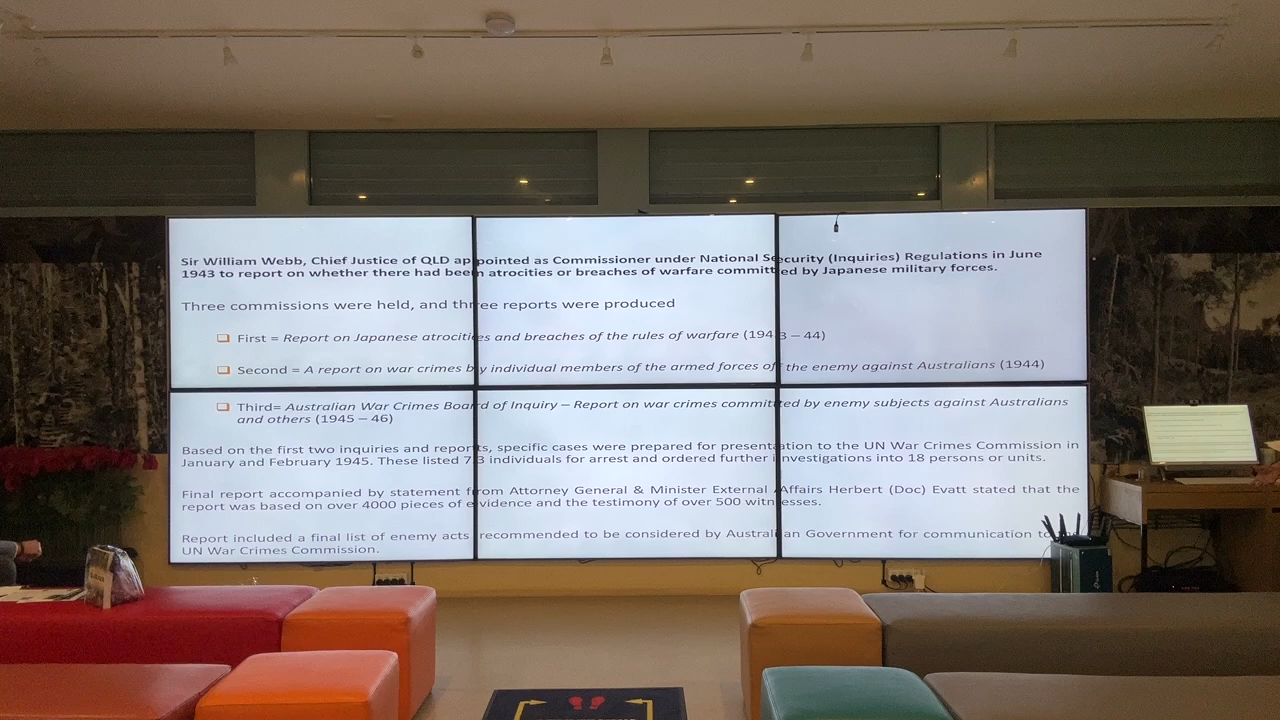 Sir William Webb, Chief Justice of QLD appointed as Commissioner under National Security (Inquiries) Regulations in June
1943 to report on whether there had been atrocities or breaches of warfare committed by Japanese military forces.
Three commissions were held, and three reports were produced
First = Report on Japanese atrocities and breaches of the rules of warfare (1943 – 44)
Second = A report on war crimes by individual members of the armed forces of the enemy against Australians (1944)
Third= Australian War Crimes Board of Inquiry – Report on war crimes committed by enemy subjects against Australians
and others (1945 – 46)
Based on the first two inquiries and reports, specific cases were prepared for presentation to the UN War Crimes Commission in
January and February 1945. These listed 73 individuals for arrest and ordered further investigations into 18 persons or units.
Final report accompanied by statement from Attorney General & Minister External Affairs Herbert (Doc) Evatt stated that the
report was based on over 4000 pieces of evidence and the testimony of over 500 witnesses.
Report included a final list of enemy acts recommended to be considered by Australian Government for communication to
UN War Crimes Commission.